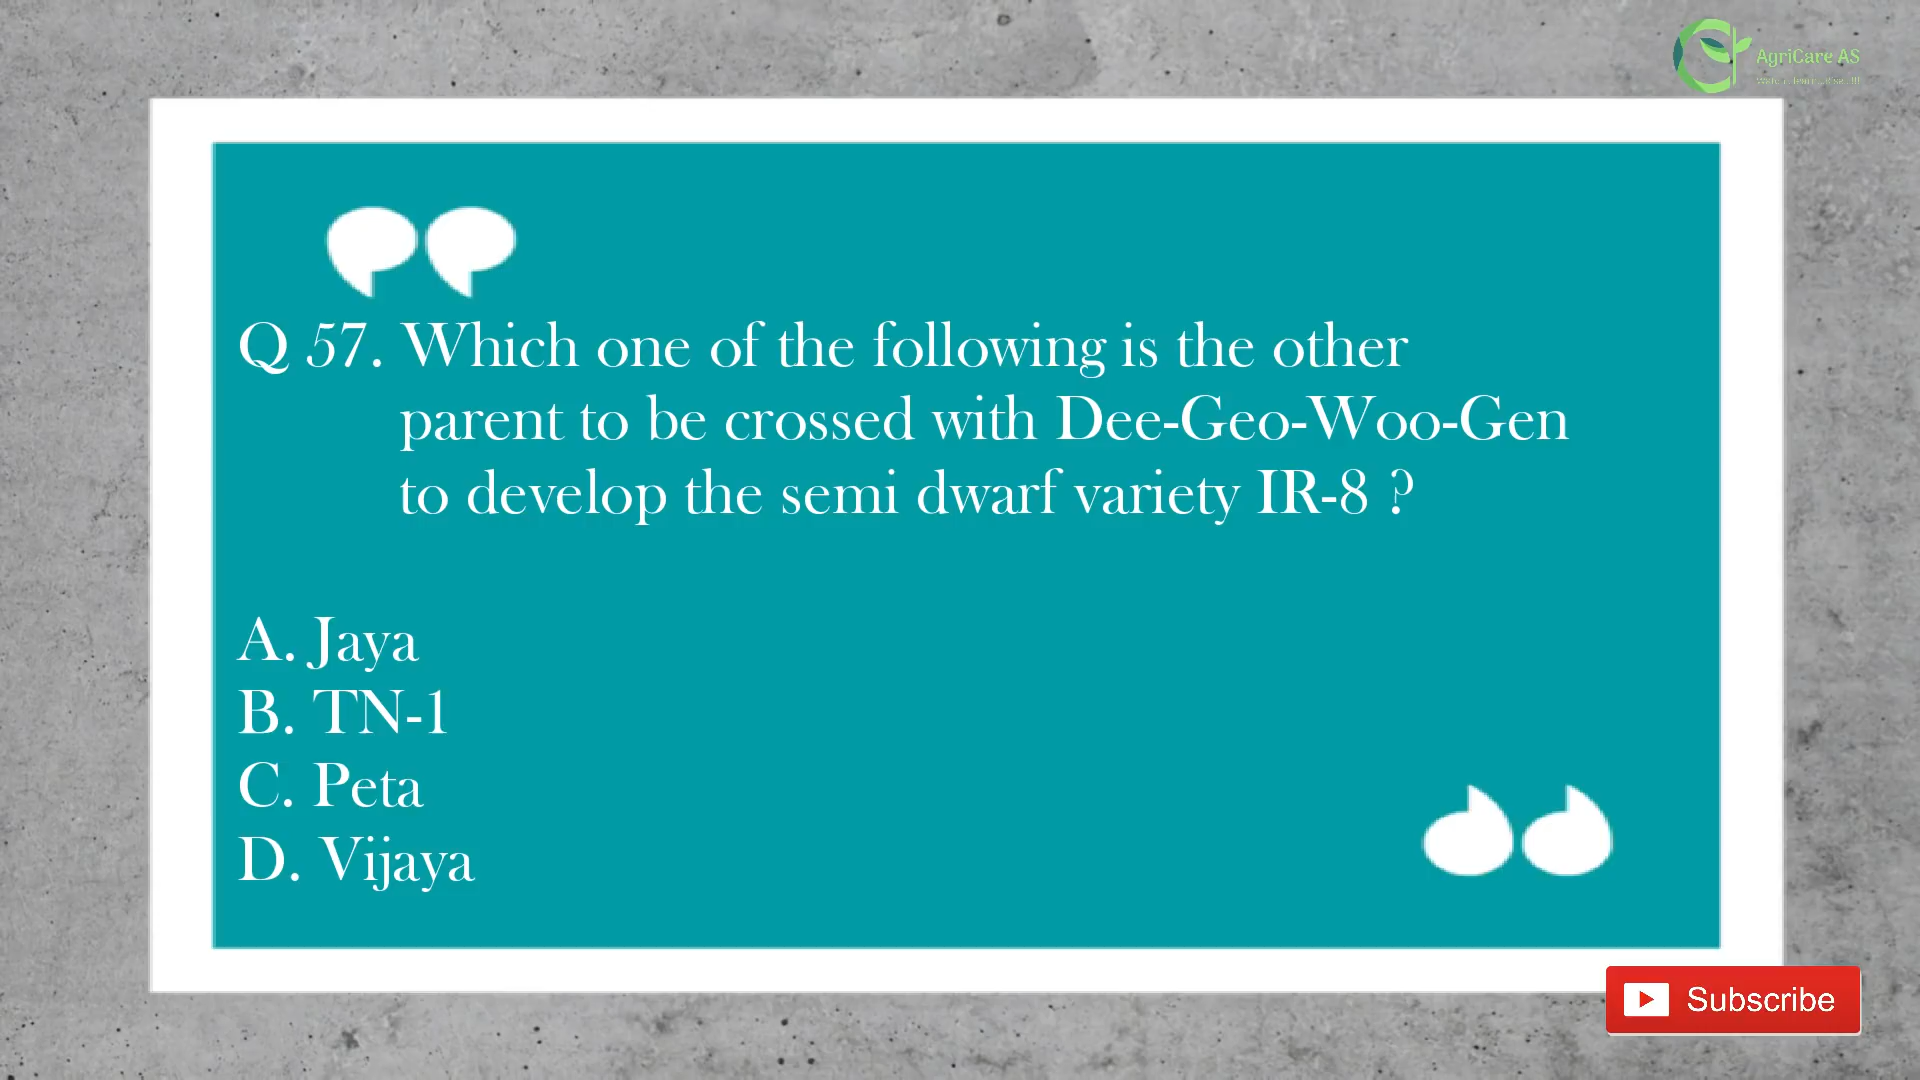 AgriCare AS
Q 57. Which one of the following is the other
parent to be crossed with Dee-Geo-Woo-Gen
to develop the semi dwarf variety IR-8 ?
A. Jaya
B. TN-1
C. Peta
D. Vijaya
Subscribe